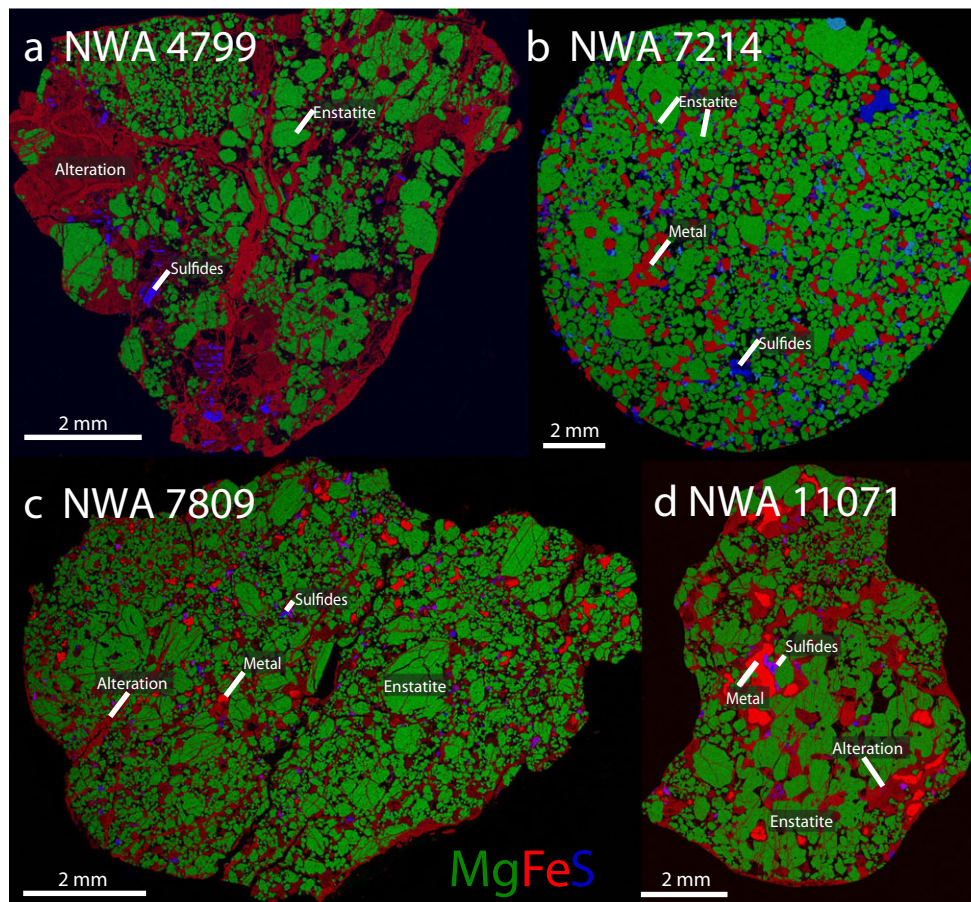 a NWA 4799
Enstatite
Alteration
Sulfides
2 mm
b NWA 7214
Enstatite
Metal
Sulfides
2 mm
c NWA 7809
Sulfides
Metal
Alteration
Enstatite
2 mm
d NWA 11071
Sulfides
Metal
Alteration
Enstatite
2 mm
MgFeS